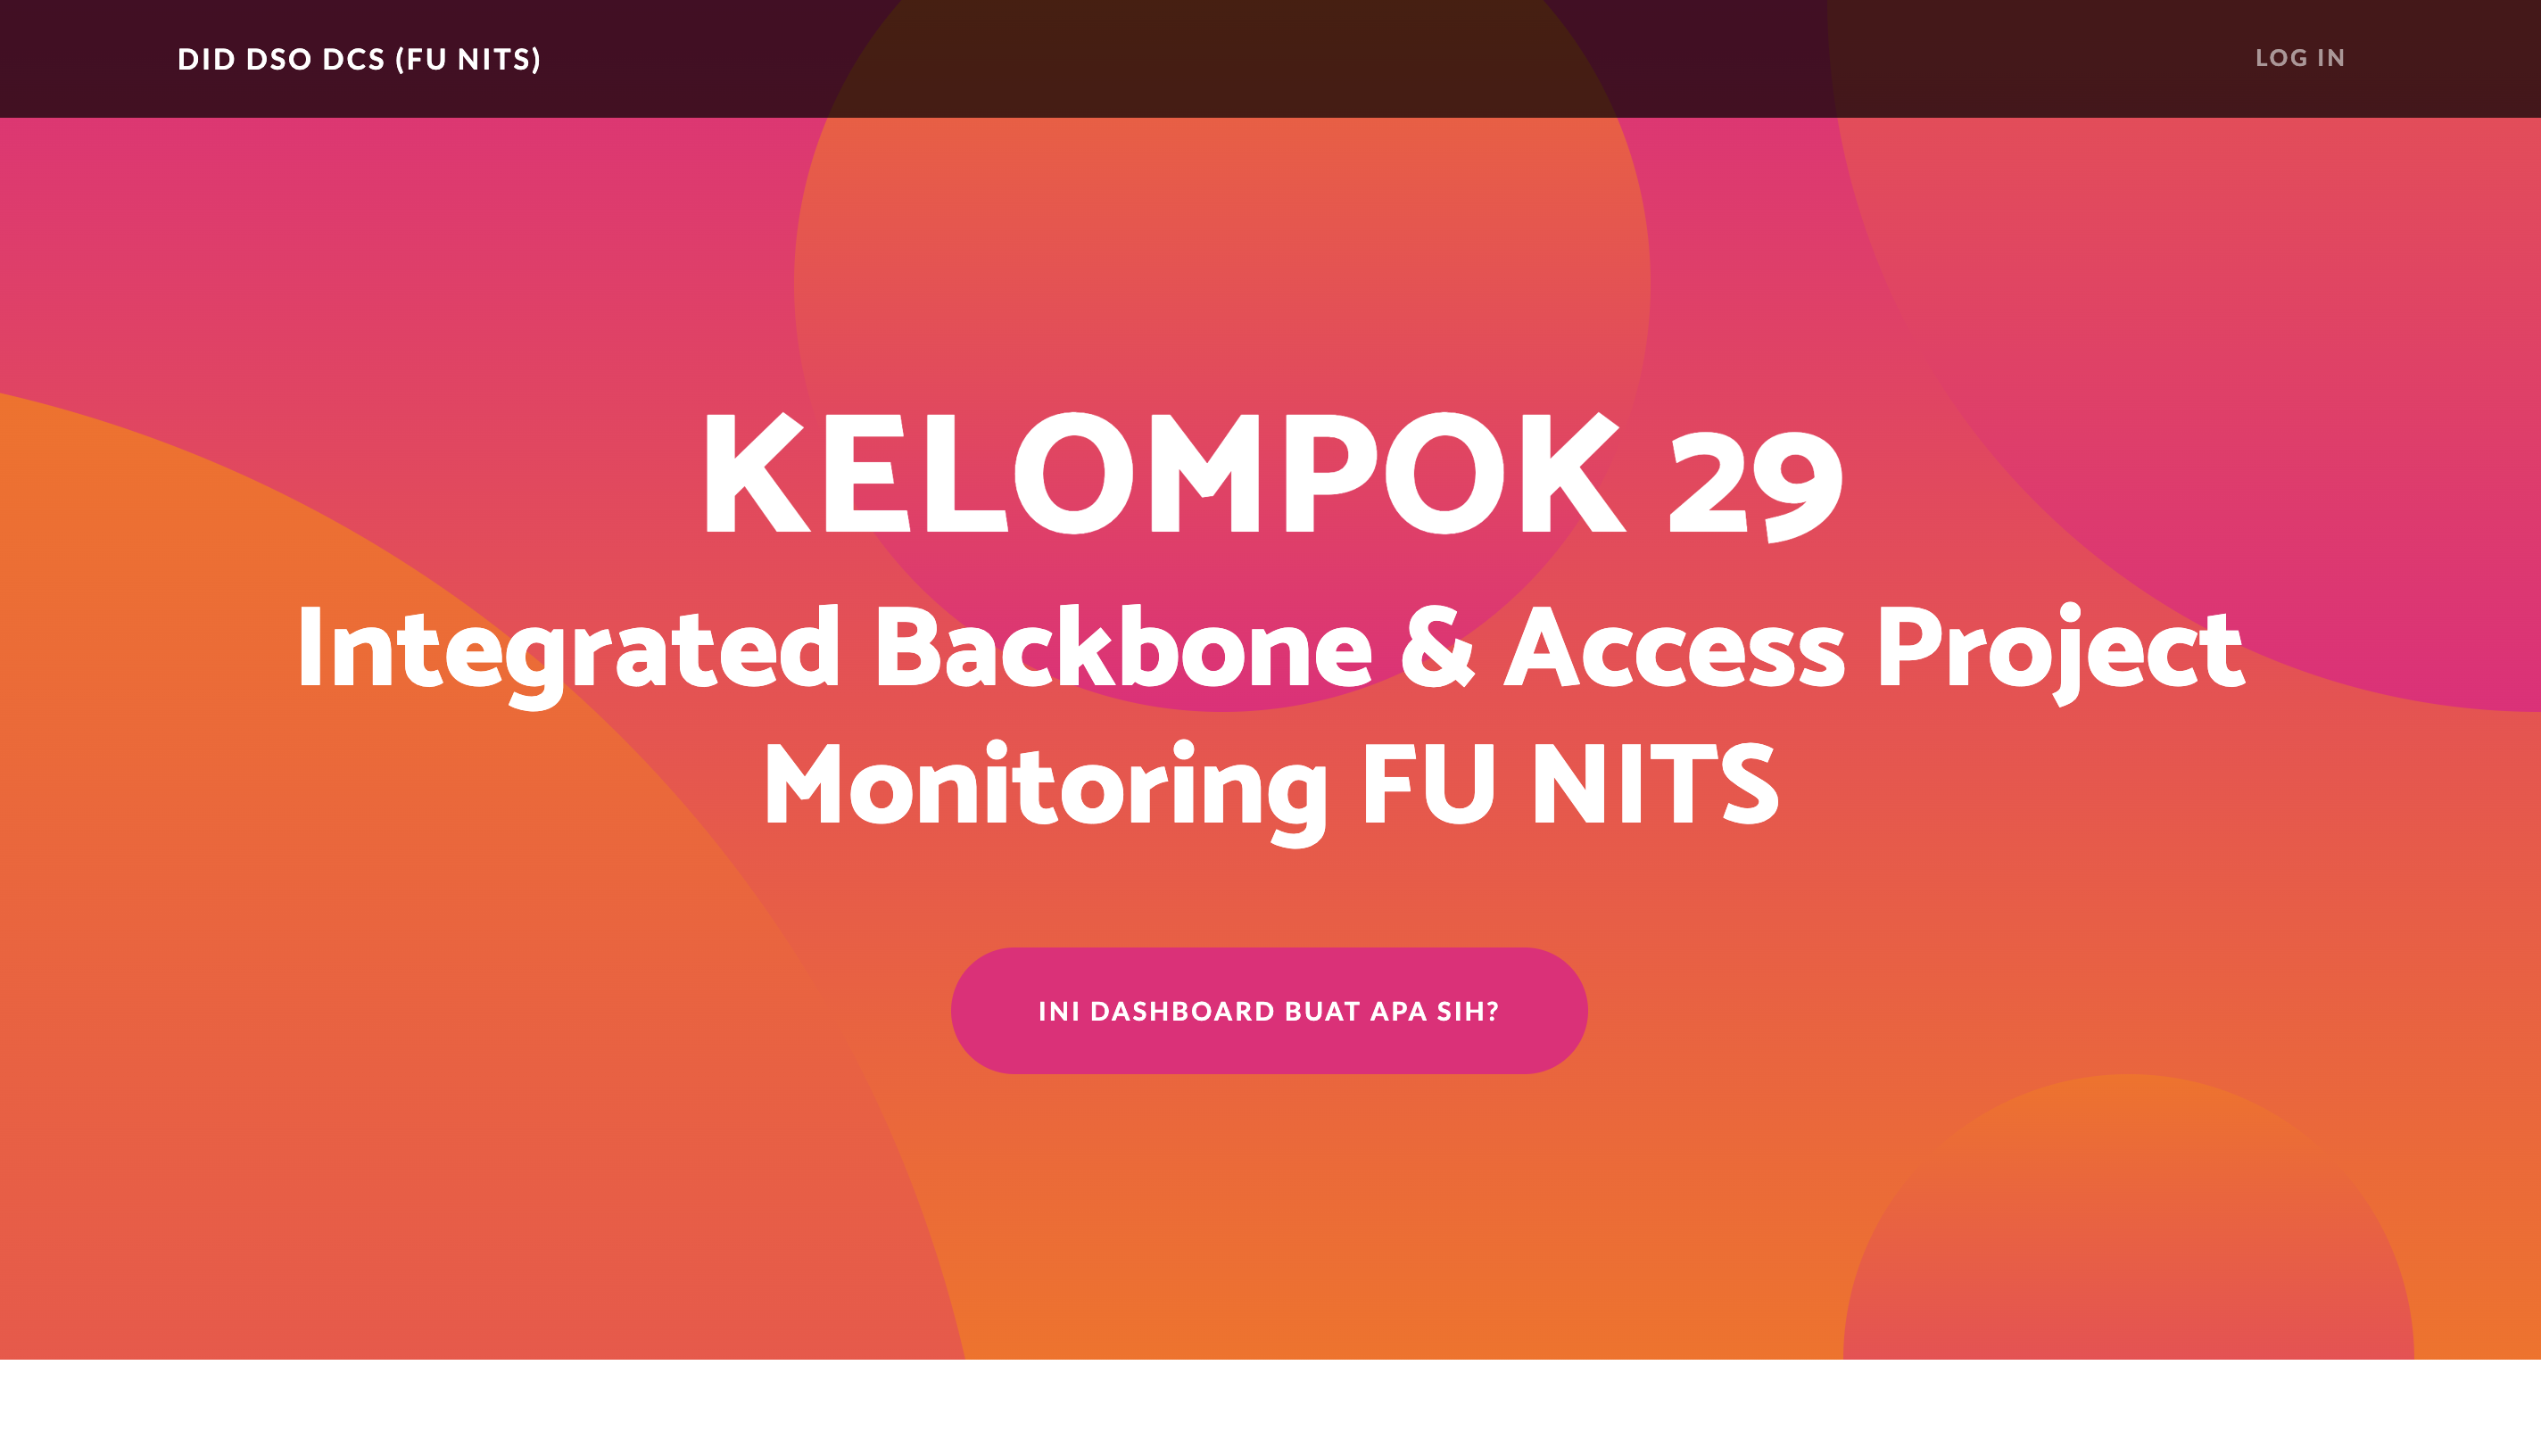 DID DSO DCS (FU NITS)
LOG IN
KELOMPOK 29
Integrated Backbone & Access Project
Monitoring FU NITS
INI DASHBOARD BUAT APA SIH?